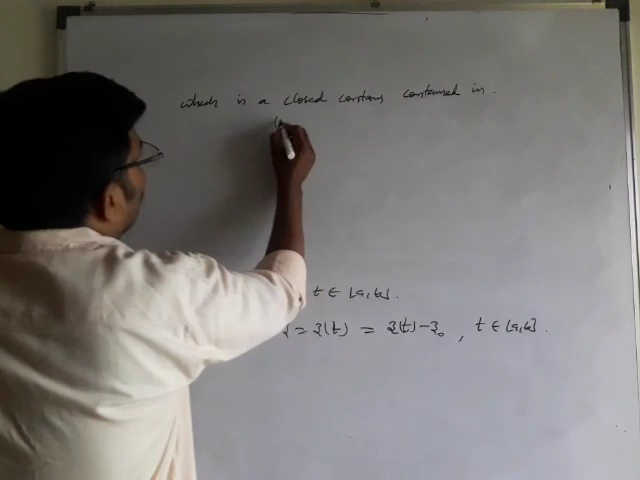 which is a closed contour contained in.
t ∈ [a,b].
= z(t) = z(t) - z₀, t ∈ [a,b].